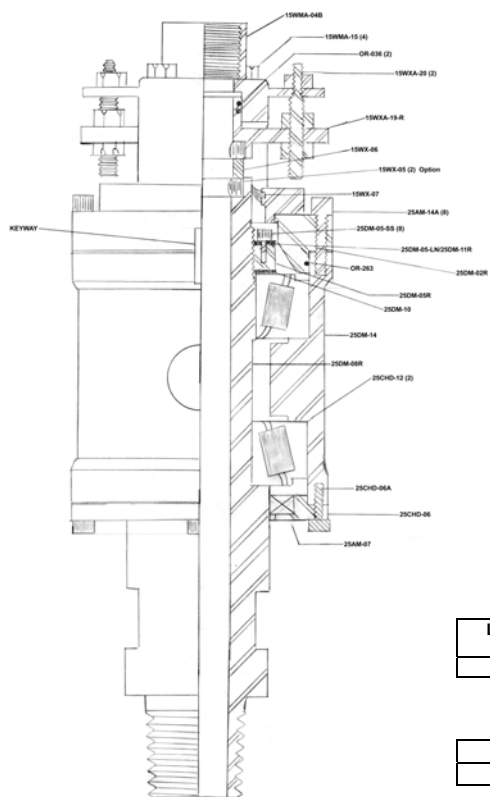 15WMA-04B
15WMA-15 (4)
OR-036 (2)
15WXA-20 (2)
15WXA-19-R
15WX-06
15WX-05 (2) Option
15WX-07
25AM-14A (8)
25DM-05-SS (8)
KEYWAY
25DM-05-LN/25DM-11R
OR-263
25DM-02R
25DM-05R
25DM-10
25DM-14
25DM-08R
25CHD-12 (2)
25CHD-06A
25CHD-06
25AM-07